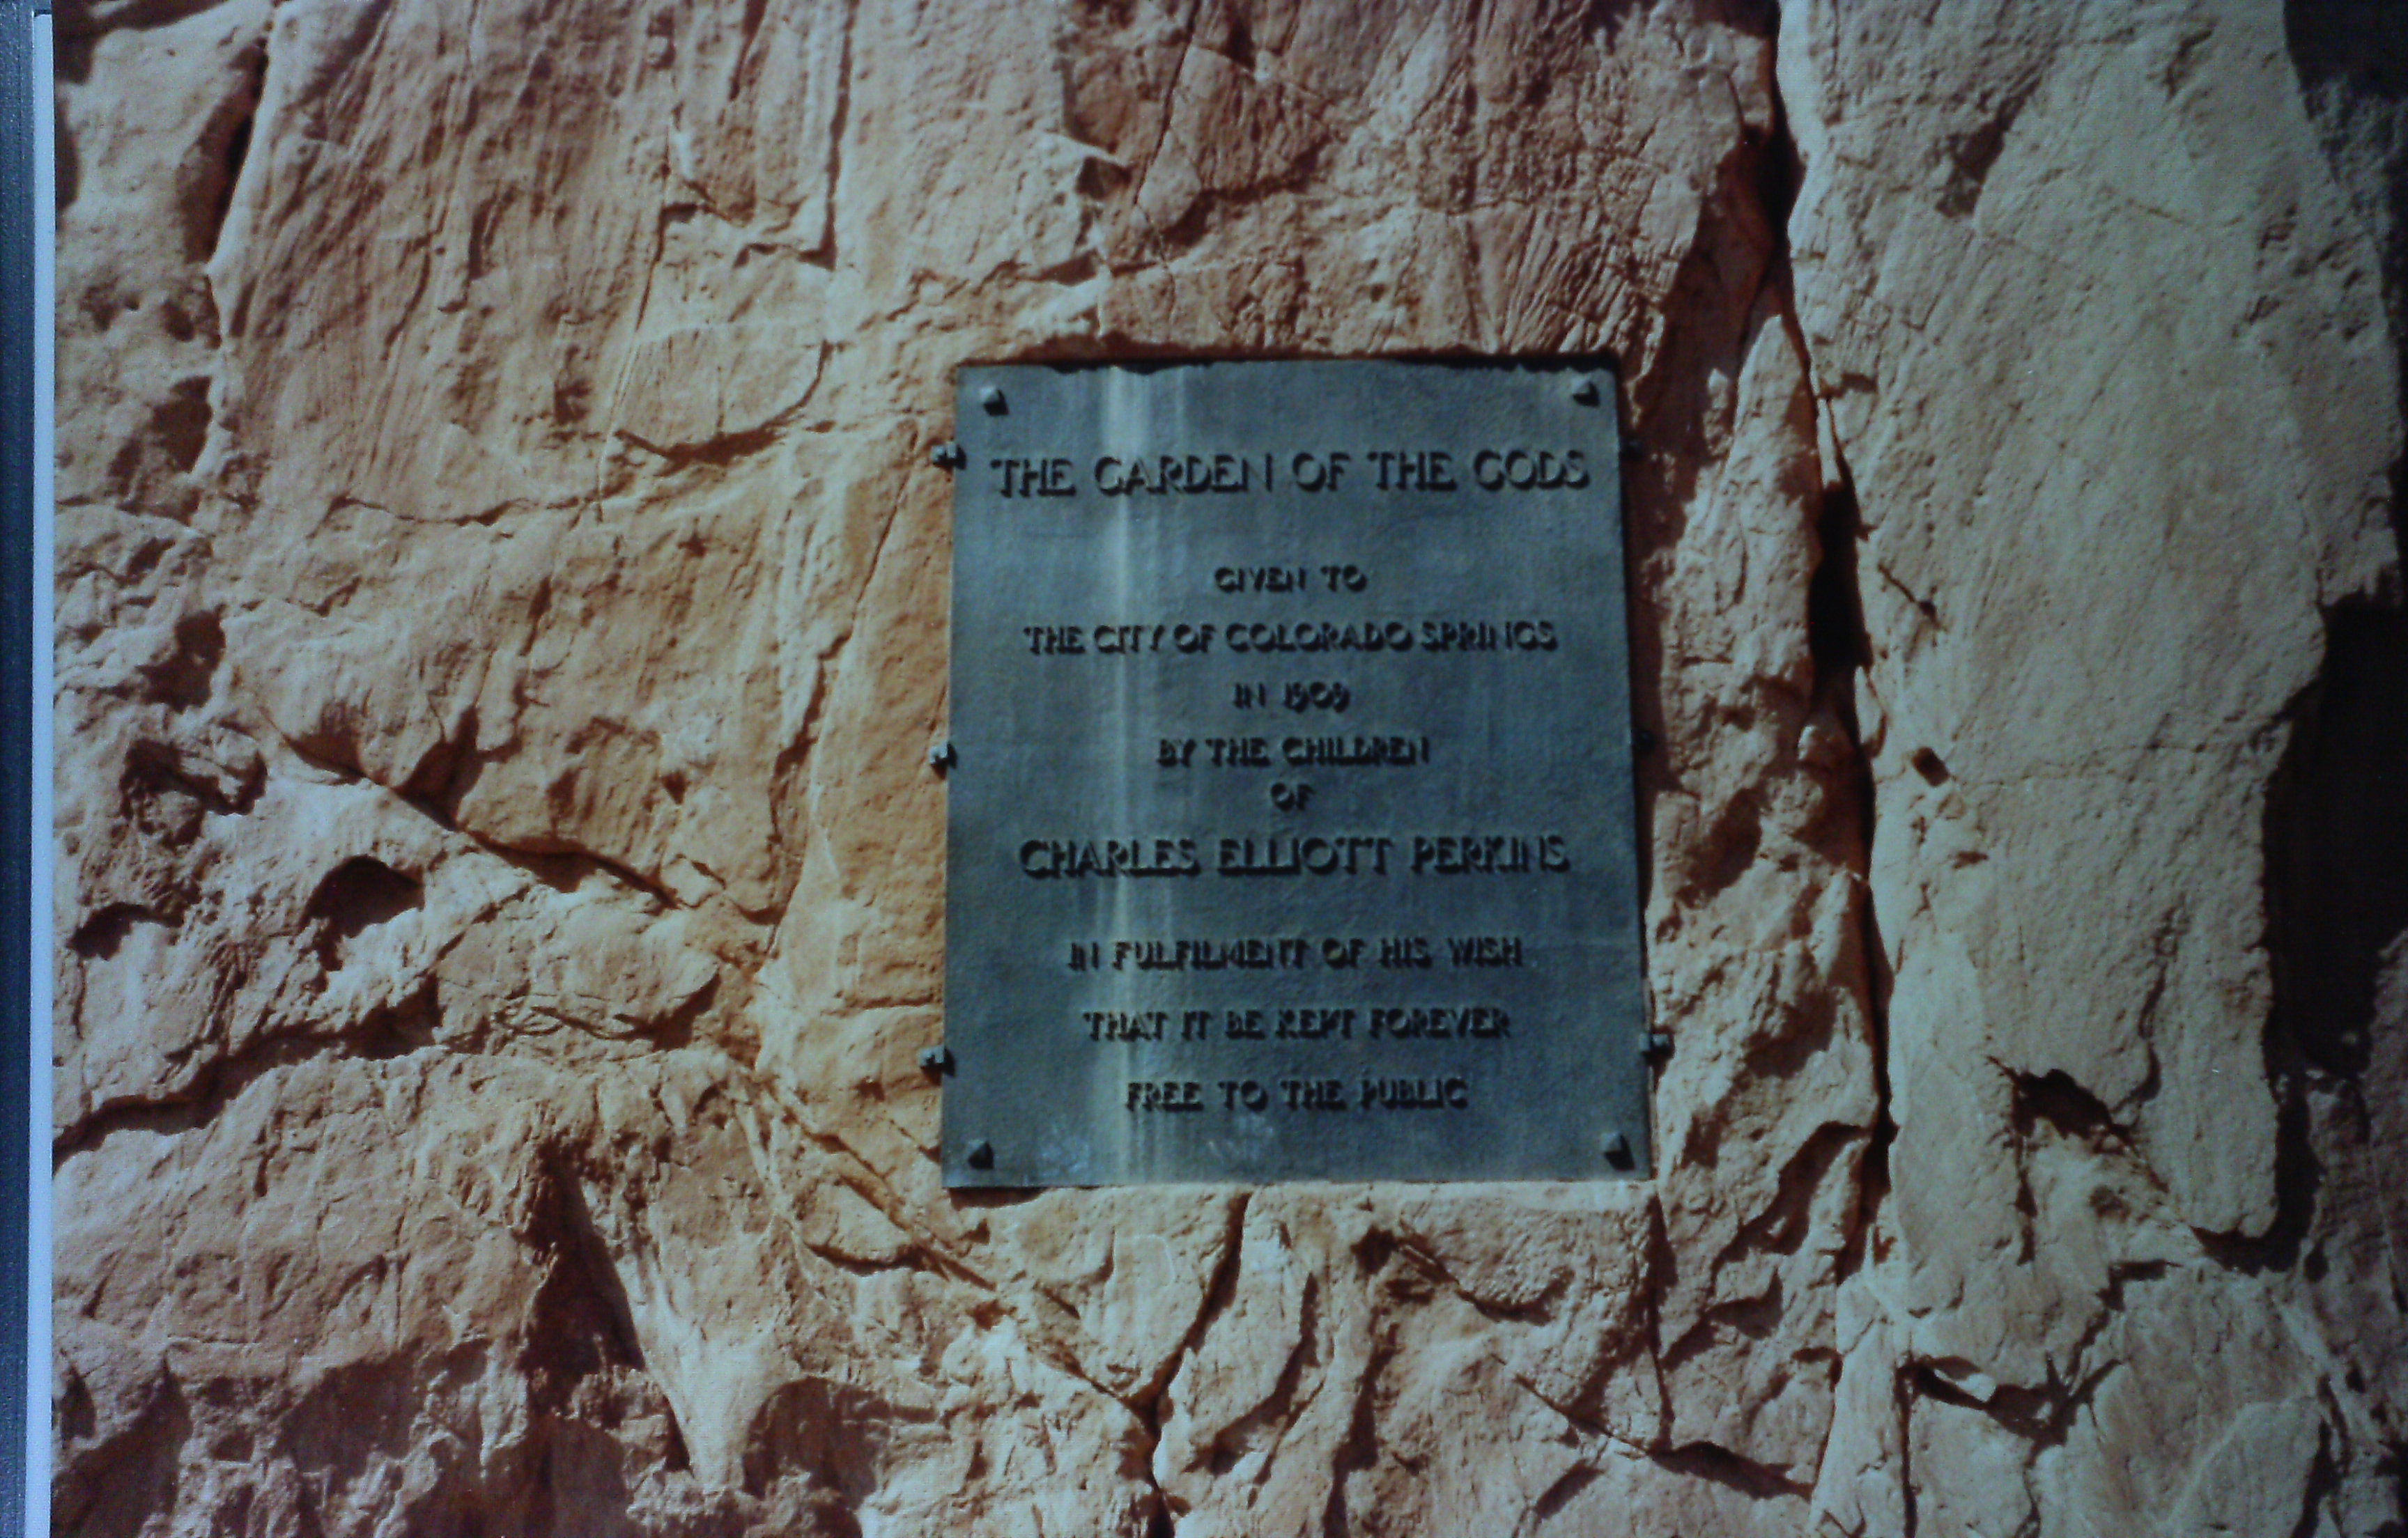 THE GARDEN OF THE GODS
GIVEN TO
THE CITY OF COLORADO SPRINGS
IN 1909
BY THE CHILDREN
OF
CHARLES ELLIOTT PERKINS
IN FULFILMENT OF HIS WISH
THAT IT BE KEPT FOREVER
FREE TO THE PUBLIC